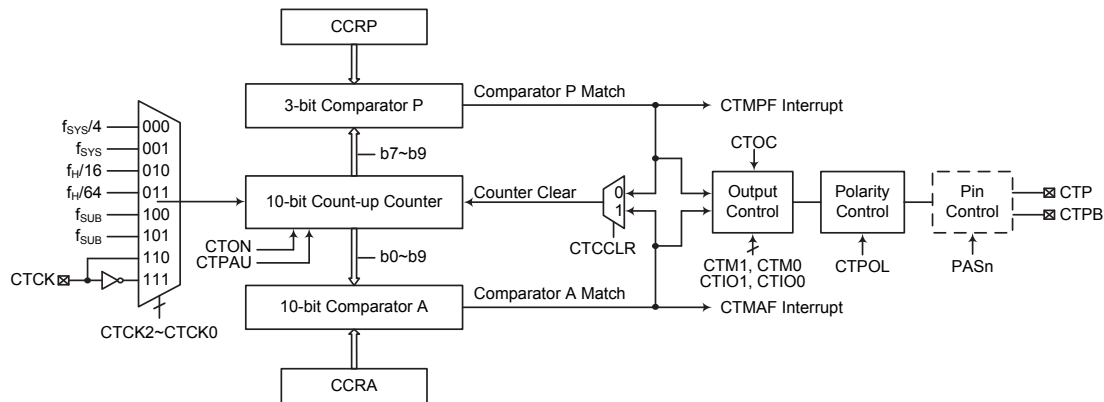 CCRP
3-bit Comparator P
Comparator P Match
CTMPF Interrupt
b7~b9
fSYS/4
000
fSYS
001
fH/16
010
fH/64
011
fSUB
100
fSUB
101
110
CTCK
111
CTCK2~CTCK0
10-bit Count-up Counter
Counter Clear
0
1
CTCCLR
CTON
CTPAU
b0~b9
CTOC
Output
Control
CTM1, CTM0
CTIO1, CTIO0
Polarity
Control
CTPOL
Pin
Control
PASn
CTP
CTPB
10-bit Comparator A
Comparator A Match
CTMAF Interrupt
CCRA